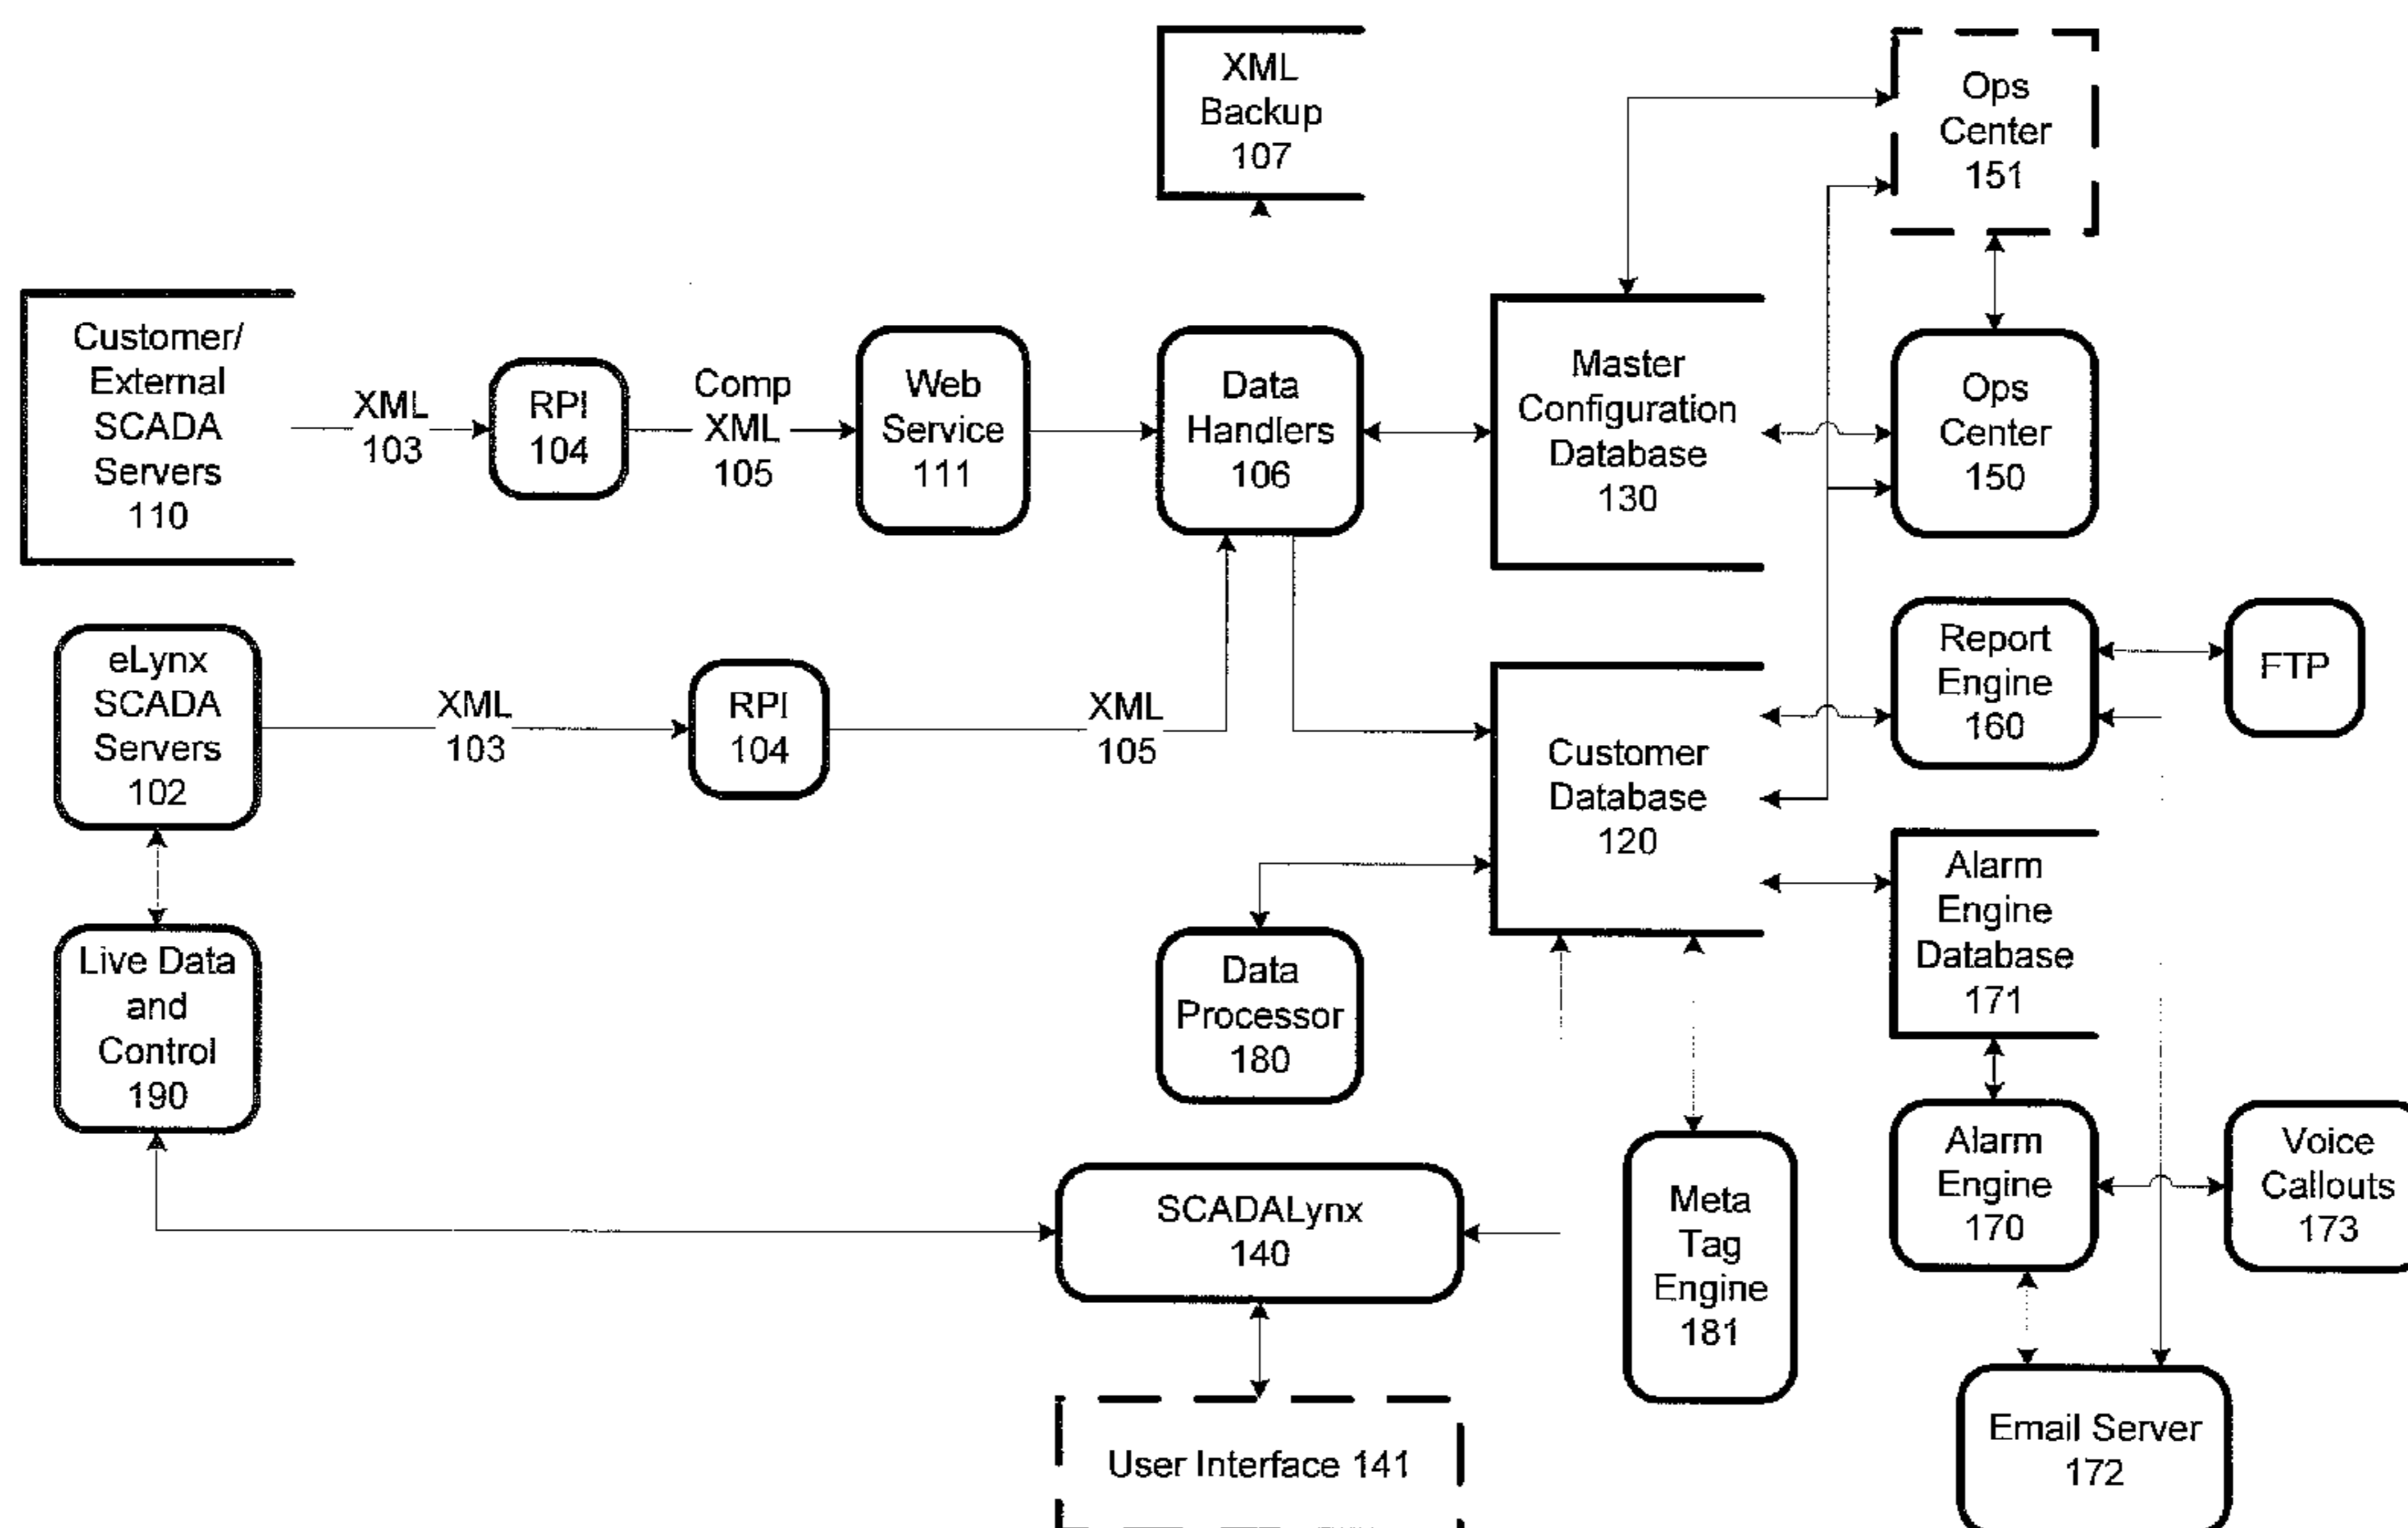 XML
Backup
107
Ops
Center
151
Customer/
External
SCADA
Servers
110
XML
103
RPI
104
Comp
XML
105
Web
Service
111
Data
Handlers
106
Master
Configuration
Database
130
Ops
Center
150
eLynx
SCADA
Servers
102
XML
103
RPI
104
XML
105
Customer
Database
120
Report
Engine
160
FTP
Live Data
and
Control
190
Data
Processor
180
Alarm
Engine
Database
171
SCADALynx
140
Meta
Tag
Engine
181
Alarm
Engine
170
Voice
Callouts
173
User Interface 141
Email Server
172